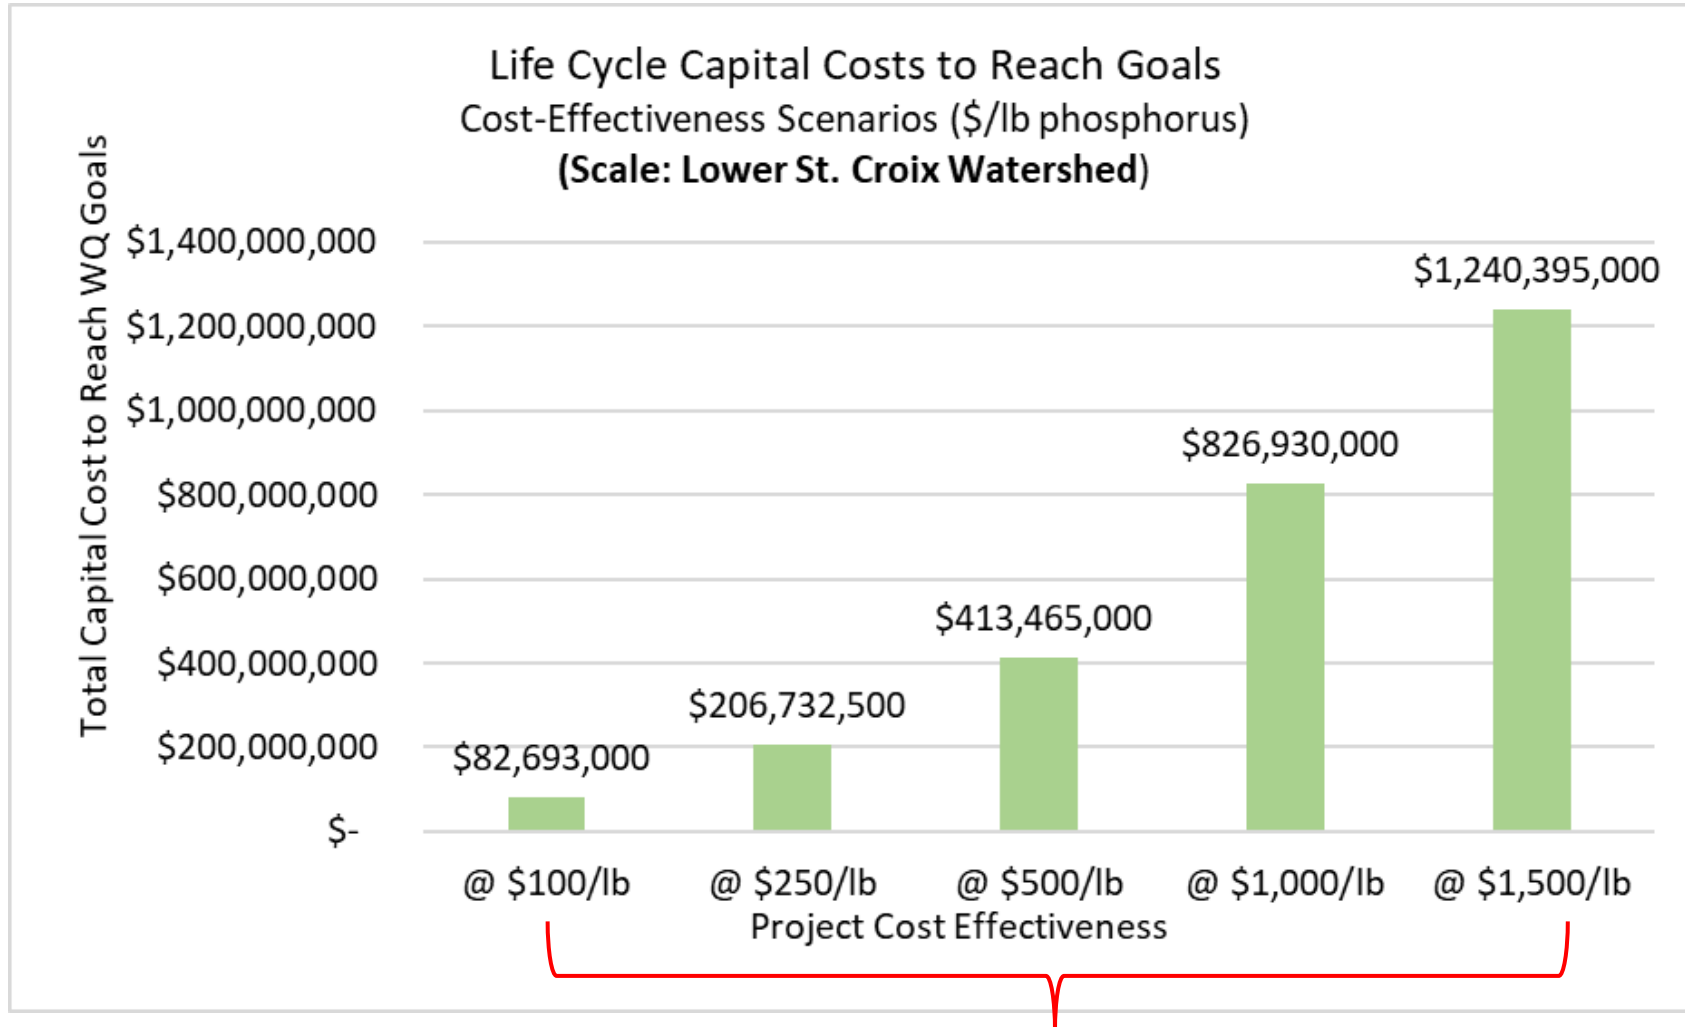 Life Cycle Capital Costs to Reach Goals
Cost-Effectiveness Scenarios ($/lb phosphorus)
(Scale: Lower St. Croix Watershed)
Total Capital Cost to Reach WQ Goals
$1,400,000,000
$1,200,000,000
$1,000,000,000
$800,000,000
$600,000,000
$400,000,000
$200,000,000
$-
$82,693,000
$206,732,500
$413,465,000
$826,930,000
$1,240,395,000
@ $100/lb @ $250/lb @ $500/lb @ $1,000/lb @ $1,500/lb
Project Cost Effectiveness